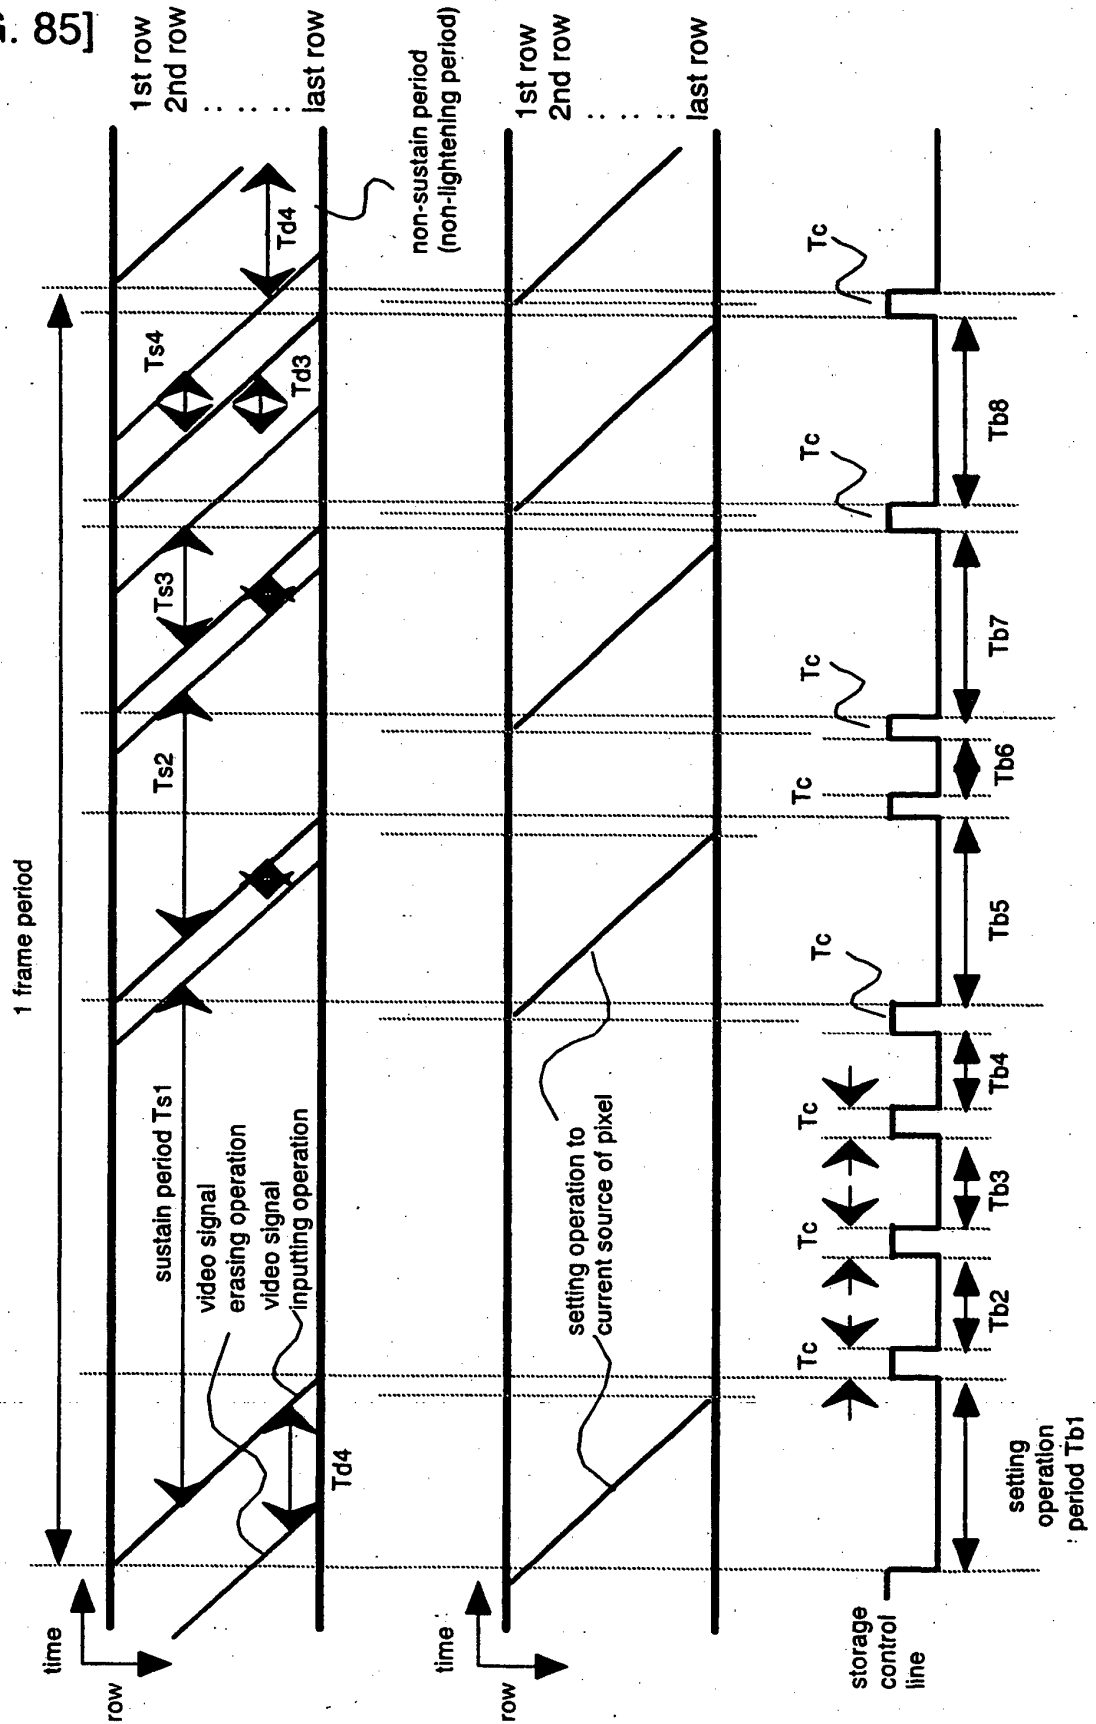 . 85]
1 frame period
time
row
1st row
2nd row
. . . .
last row
sustain period Ts1
Ts2
Ts3
Ts4
Td3
Td4
Td4
video signal
erasing operation
video signal
inputting operation
non-sustain period
(non-lightening period)
time
row
1st row
2nd row
. . . .
last row
setting operation to
current source of pixel
storage
control
line
Tc
Tc
Tc
Tc
Tc
Tc
Tc
Tc
setting
operation
period Tb1
Tb2
Tb3
Tb4
Tb5
Tb6
Tb7
Tb8